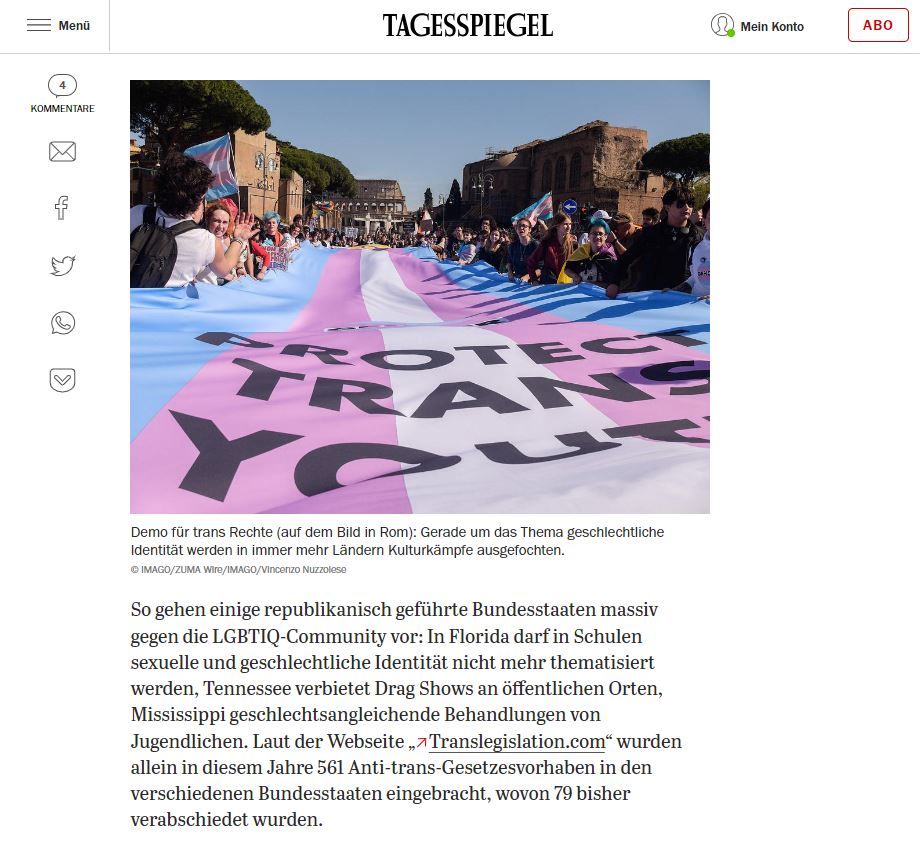 Menü
TAGESSPIEGEL
Mein Konto
ABO
4
KOMMENTARE
PROTECT
TRANS
YOUT
Demo für trans Rechte (auf dem Bild in Rom): Gerade um das Thema geschlechtliche
Identität werden in immer mehr Ländern Kulturkämpfe ausgefochten.
© IMAGO/ZUMA Wire/IMAGO/Vincenzo Nuzzolese
So gehen einige republikanisch geführte Bundesstaaten massiv
gegen die LGBTIQ-Community vor: In Florida darf in Schulen
sexuelle und geschlechtliche Identität nicht mehr thematisiert
werden, Tennessee verbietet Drag Shows an öffentlichen Orten,
Mississippi geschlechtsangleichende Behandlungen von
Jugendlichen. Laut der Webseite „↗Translegislation.com“ wurden
allein in diesem Jahre 561 Anti-trans-Gesetzesvorhaben in den
verschiedenen Bundesstaaten eingebracht, wovon 79 bisher
verabschiedet wurden.